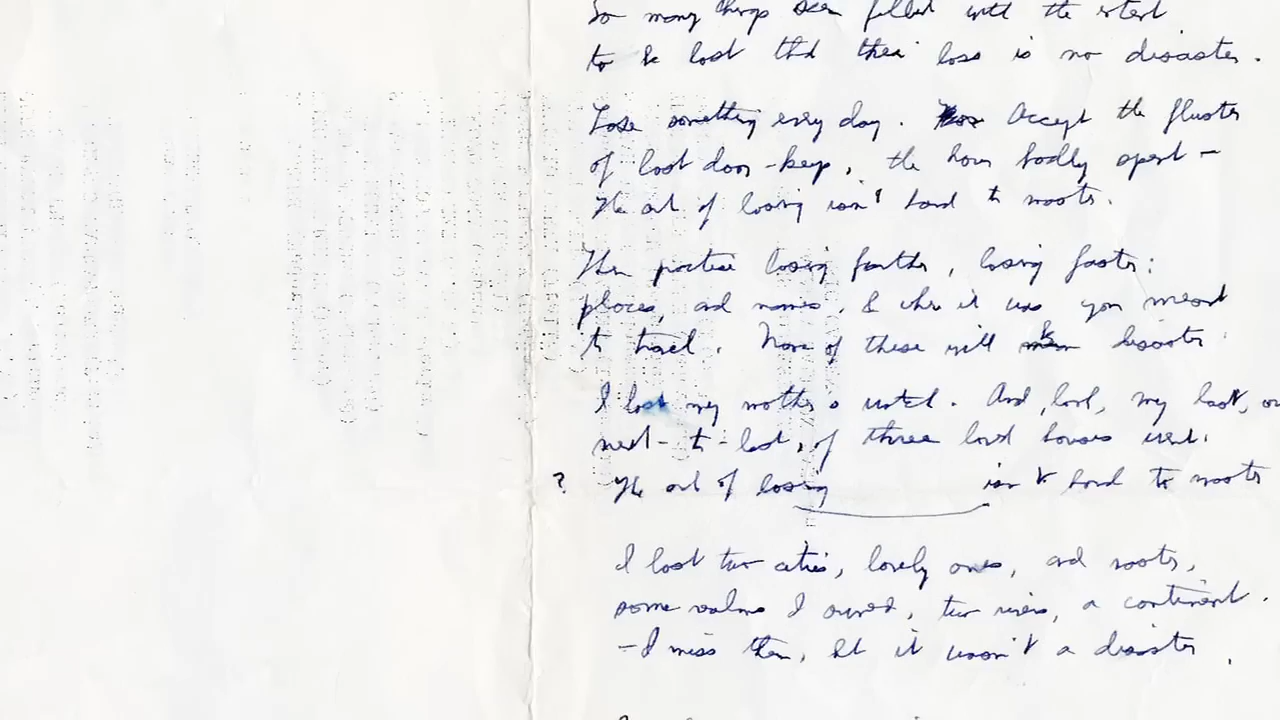 So many things seem filled with the intent
to be lost that their loss is no disaster.
Lose something every day. Accept the fluster
of lost door-keys, the hour badly spent –
The art of losing isn't hard to master.
Then practise losing farther, losing faster:
places, and names, & where it was you meant
to travel. None of these will be disaster.
I lost my mother's watch. And, look, my last, or
next-to-last, of three loved houses went.
? The art of losing isn't hard to master
I lost two cities, lovely ones, and
some realms I owned, two rivers, a continent.
– I miss them, but it wasn't a disaster.